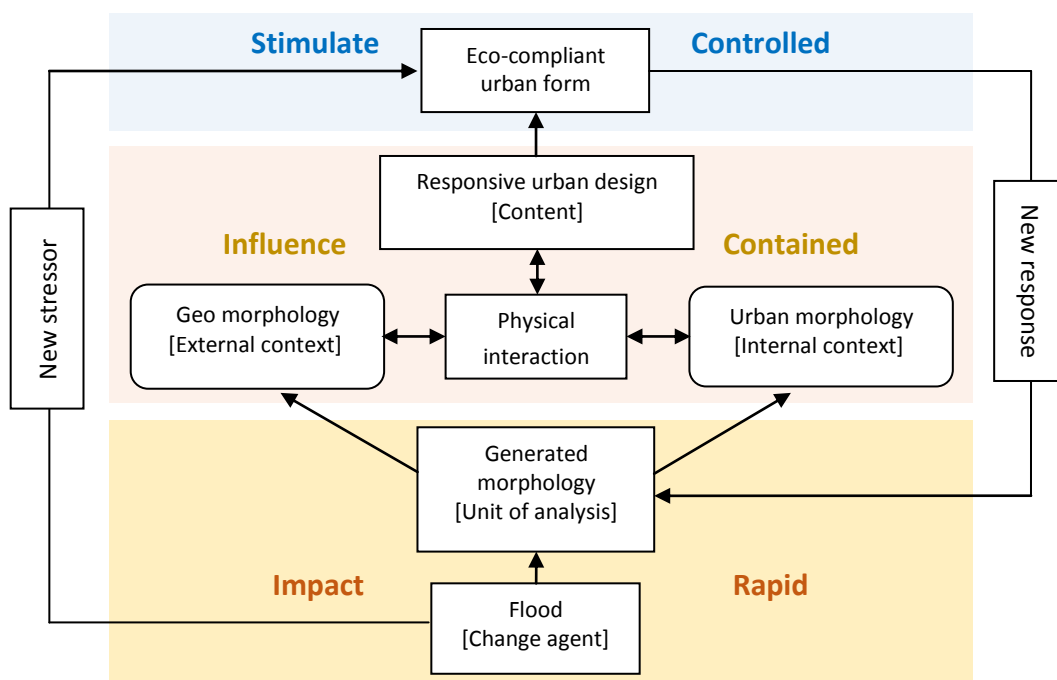 Stimulate
Eco-compliant
urban form
Controlled
Responsive urban design
[Content]
Influence
Contained
Geo morphology
[External context]
Physical
interaction
Urban morphology
[Internal context]
New stressor
New response
Generated
morphology
[Unit of analysis]
Impact
Rapid
Flood
[Change agent]